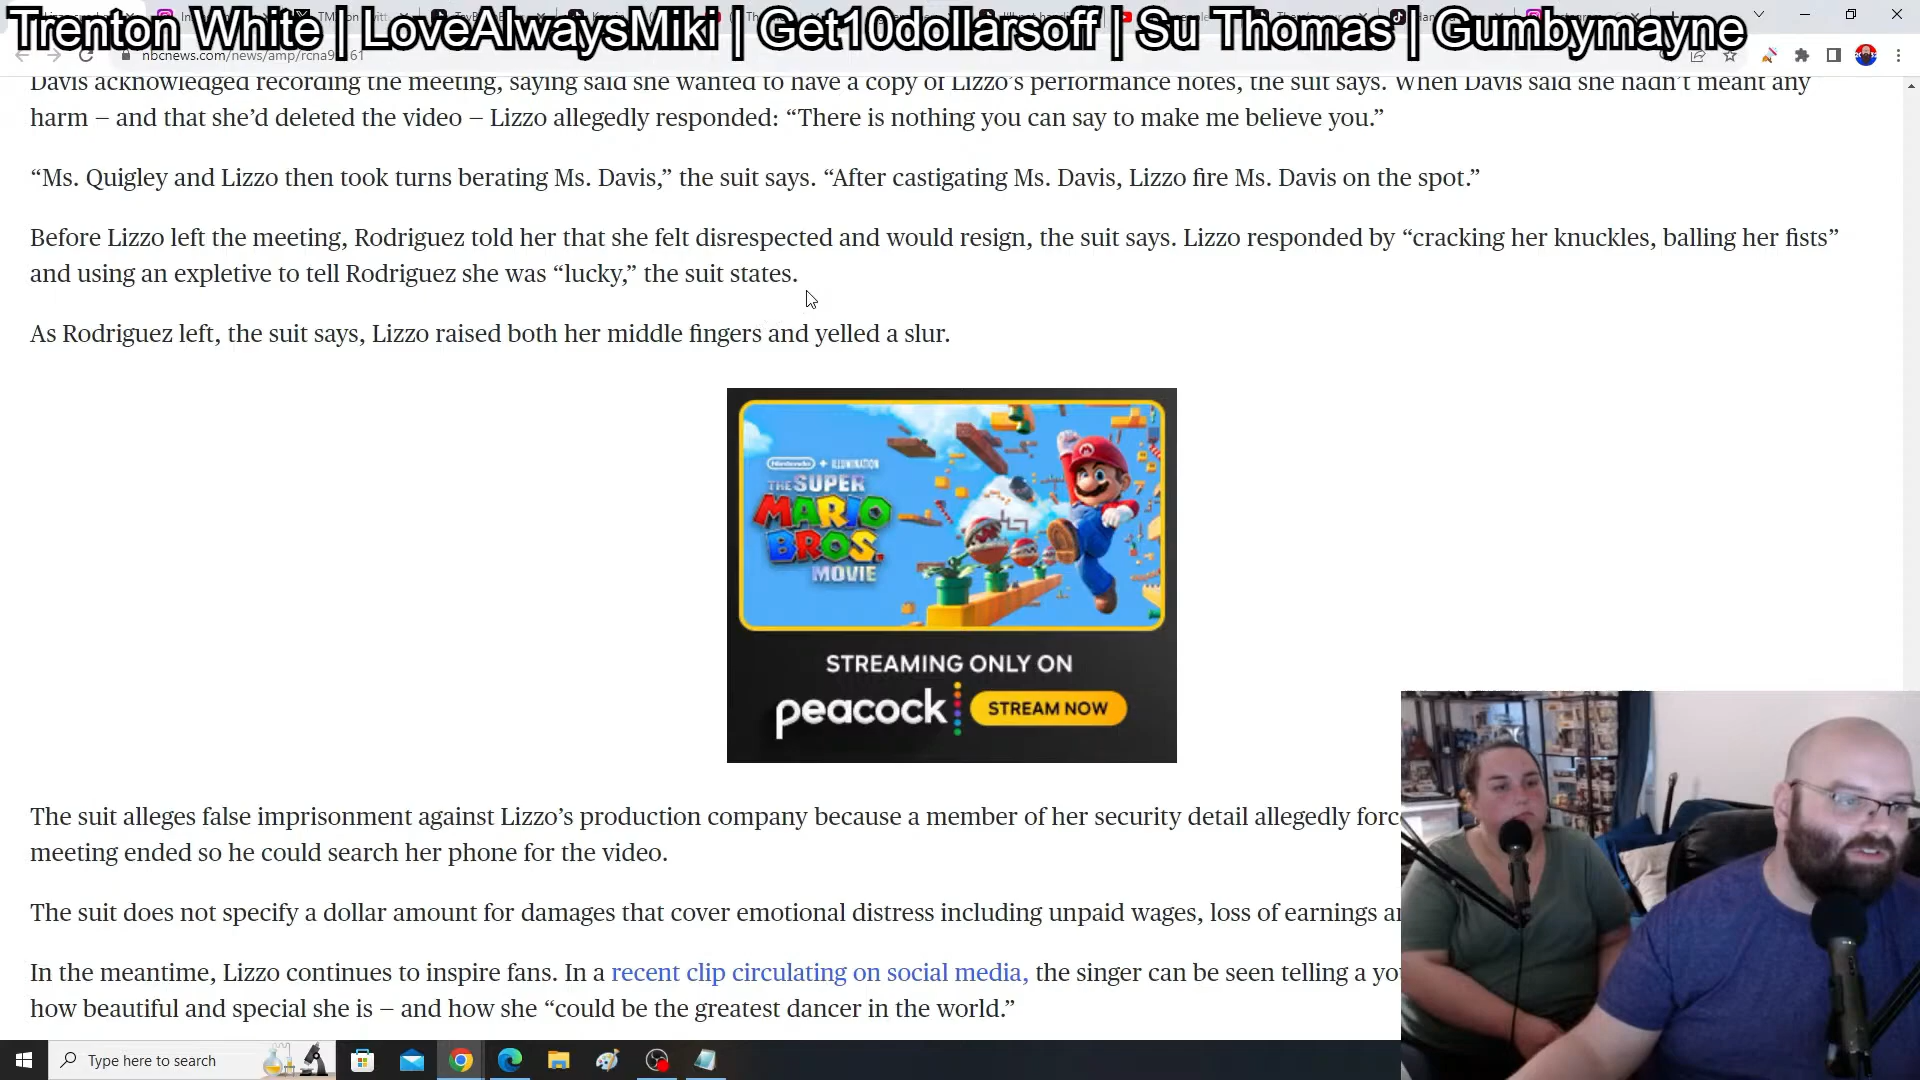 Trenton White | LoveAlwaysMiki | Get10dollarsoff | Su Thomas | Gumbymayne
nbcnews.com/news/amp/rcna9 61
Davis acknowledged recording the meeting, saying said she wanted to have a copy of Lizzo’s performance notes, the suit says. When Davis said she hadn’t meant any
harm – and that she’d deleted the video – Lizzo allegedly responded: “There is nothing you can say to make me believe you.”
“Ms. Quigley and Lizzo then took turns berating Ms. Davis,” the suit says. “After castigating Ms. Davis, Lizzo fire Ms. Davis on the spot.”
Before Lizzo left the meeting, Rodriguez told her that she felt disrespected and would resign, the suit says. Lizzo responded by “cracking her knuckles, balling her fists”
and using an expletive to tell Rodriguez she was “lucky,” the suit states.
As Rodriguez left, the suit says, Lizzo raised both her middle fingers and yelled a slur.
Nintendo + ILLUMINATION
THE SUPER
MARIO
BROS.
MOVIE
STREAMING ONLY ON
peacock STREAM NOW
The suit alleges false imprisonment against Lizzo’s production company because a member of her security detail allegedly forc
meeting ended so he could search her phone for the video.
The suit does not specify a dollar amount for damages that cover emotional distress including unpaid wages, loss of earnings a
In the meantime, Lizzo continues to inspire fans. In a recent clip circulating on social media, the singer can be seen telling a yo
how beautiful and special she is – and how she “could be the greatest dancer in the world.”
Type here to search